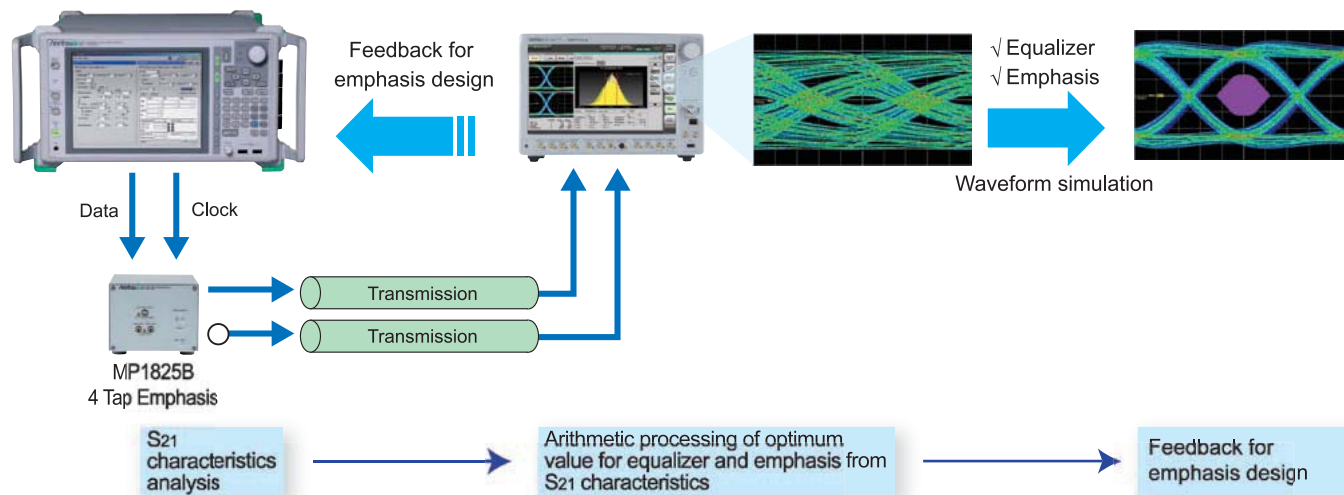 Feedback for
emphasis design
√ Equalizer
√ Emphasis
Waveform simulation
Data
Clock
Transmission
Transmission
MP1825B
4 Tap Emphasis
S21
characteristics
analysis
Arithmetic processing of optimum
value for equalizer and emphasis from
S21 characteristics
Feedback for
emphasis design